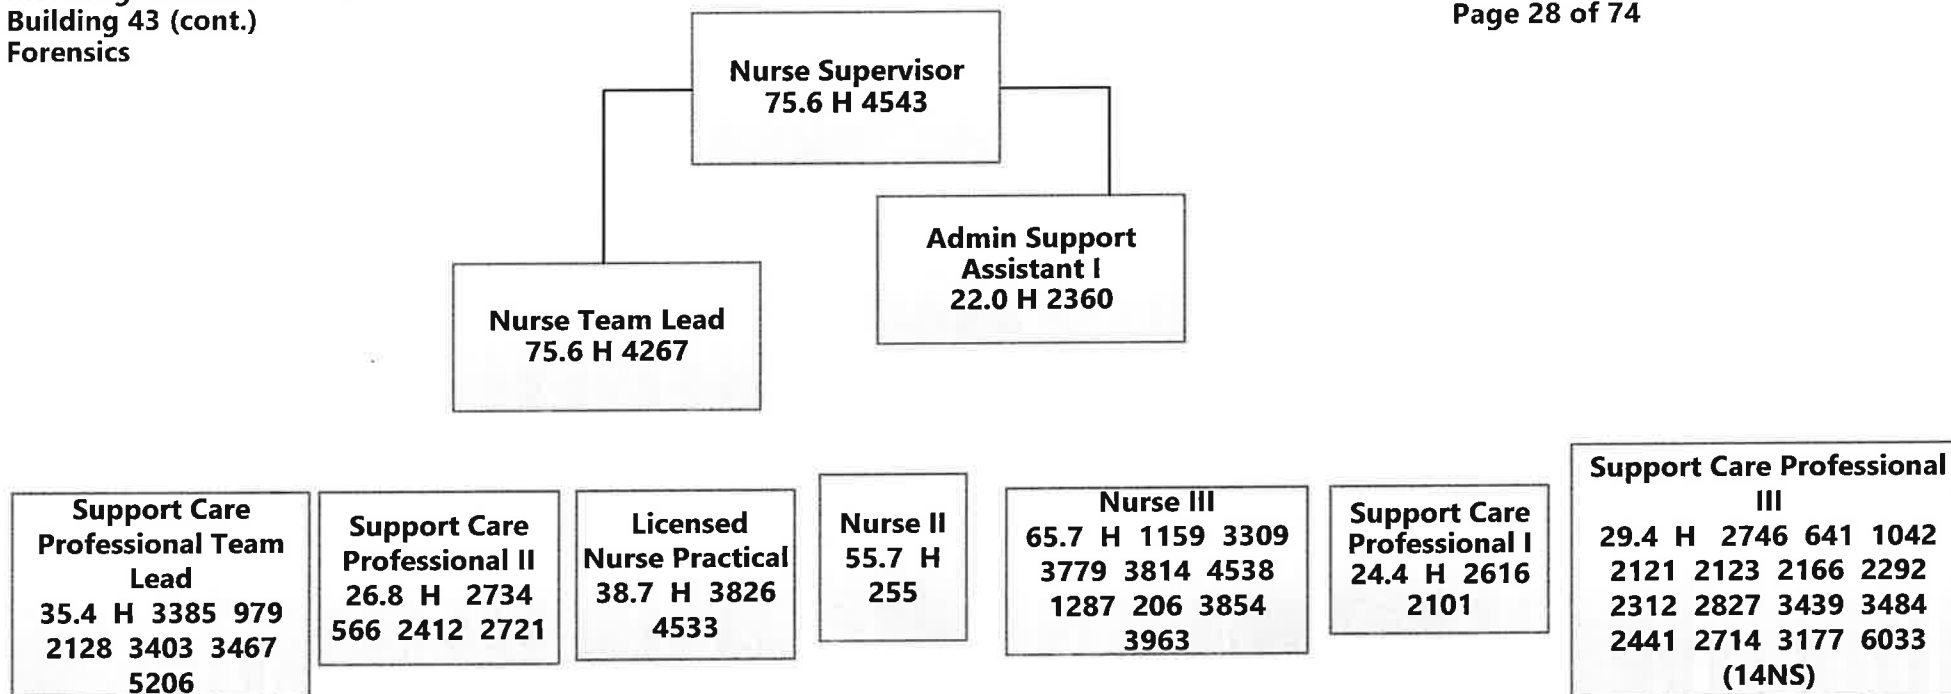 Building 43 (cont.)
Forensics
Page 28 of 74
Nurse Supervisor
75.6 H 4543
Admin Support
Assistant I
22.0 H 2360
Nurse Team Lead
75.6 H 4267
Support Care
Professional Team
Lead
35.4 H 3385 979
2128 3403 3467
5206
Support Care
Professional II
26.8 H 2734
566 2412 2721
Licensed
Nurse Practical
38.7 H 3826
4533
Nurse II
55.7 H
255
Nurse III
65.7 H 1159 3309
3779 3814 4538
1287 206 3854
3963
Support Care
Professional I
24.4 H 2616
2101
Support Care Professional
III
29.4 H 2746 641 1042
2121 2123 2166 2292
2312 2827 3439 3484
2441 2714 3177 6033
(14NS)